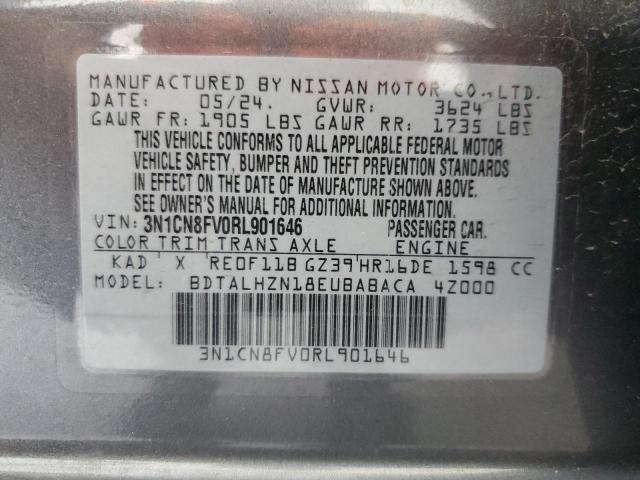 MANUFACTURED BY NISSAN MOTOR CO., LTD.
DATE: 05/24. GVWR: 3624 LBS
GAWR FR: 1905 LBS GAWR RR: 1735 LBS
THIS VEHICLE CONFORMS TO ALL APPLICABLE FEDERAL MOTOR
VEHICLE SAFETY, BUMPER AND THEFT PREVENTION STANDARDS
IN EFFECT ON THE DATE OF MANUFACTURE SHOWN ABOVE.
SEE OWNER'S MANUAL FOR ADDITIONAL INFORMATION.
VIN: 3N1CN8FV0RL901646 PASSENGER CAR.
COLOR TRIM TRANS AXLE ENGINE
KAD X RE0F11B GZ39 HR16DE 1598 CC
MODEL: BDTALHZN18EUBABACA 4Z000
3N1CN8FV0RL901646